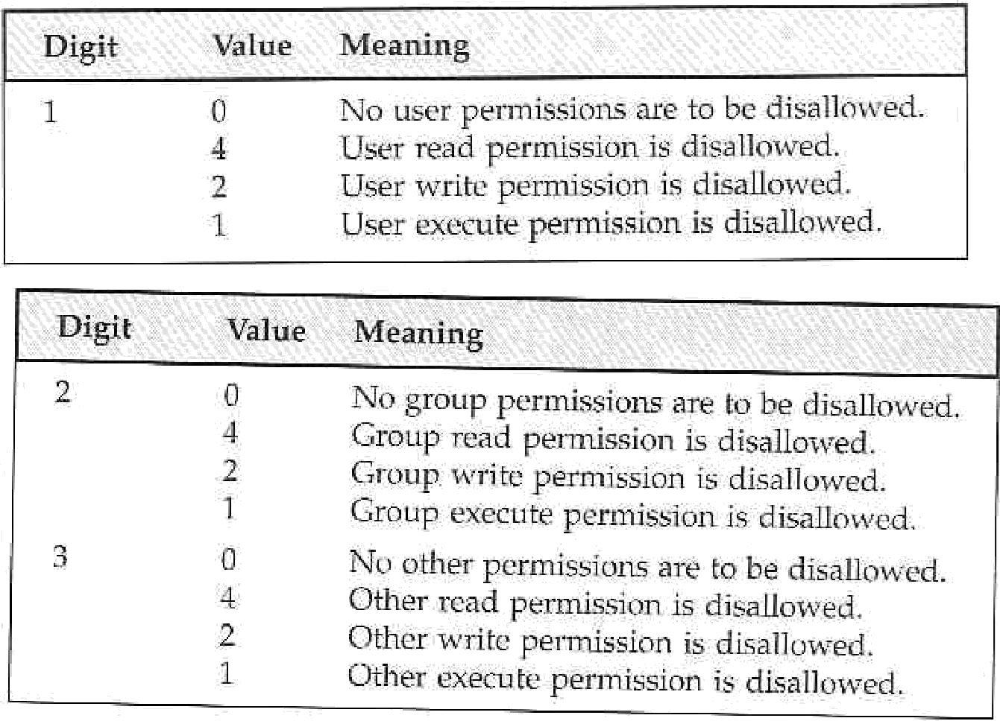 Digit Value Meaning
1 0 No user permissions are to be disallowed.
4 User read permission is disallowed.
2 User write permission is disallowed.
1 User execute permission is disallowed.
Digit Value Meaning
2 0 No group permissions are to be disallowed.
4 Group read permission is disallowed.
2 Group write permission is disallowed.
1 Group execute permission is disallowed.
3 0 No other permissions are to be disallowed.
4 Other read permission is disallowed.
2 Other write permission is disallowed.
1 Other execute permission is disallowed.